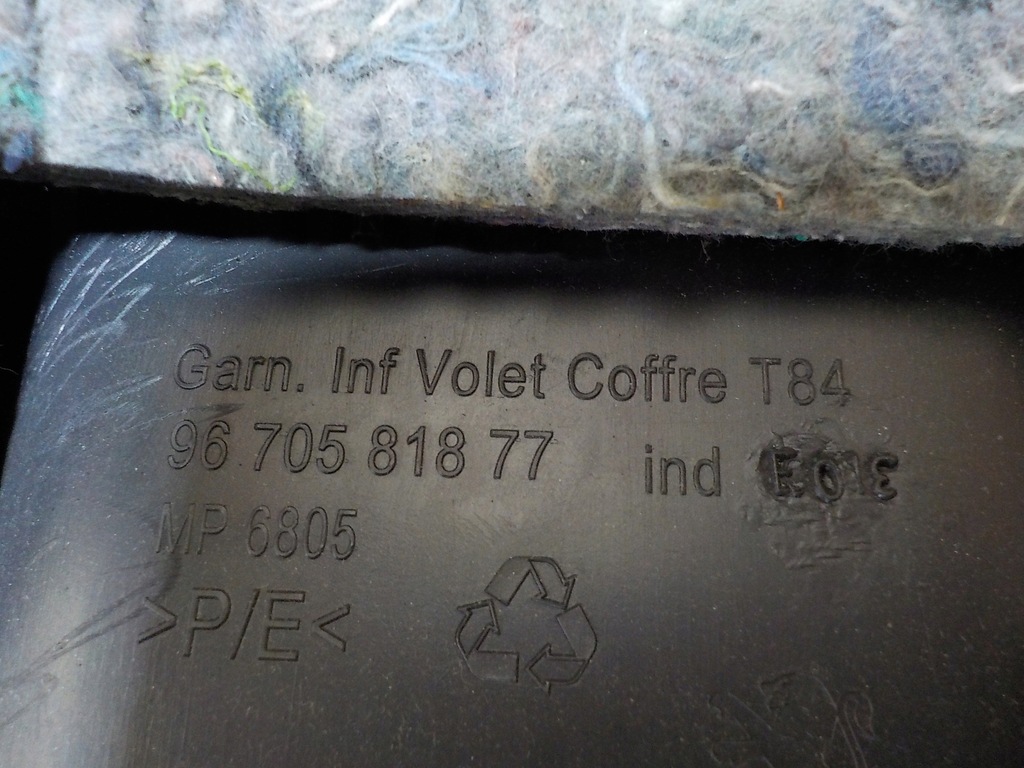 Garn. Inf Volet Coffre T84
96 705 818 77 ind
MP 6805
>P/E<